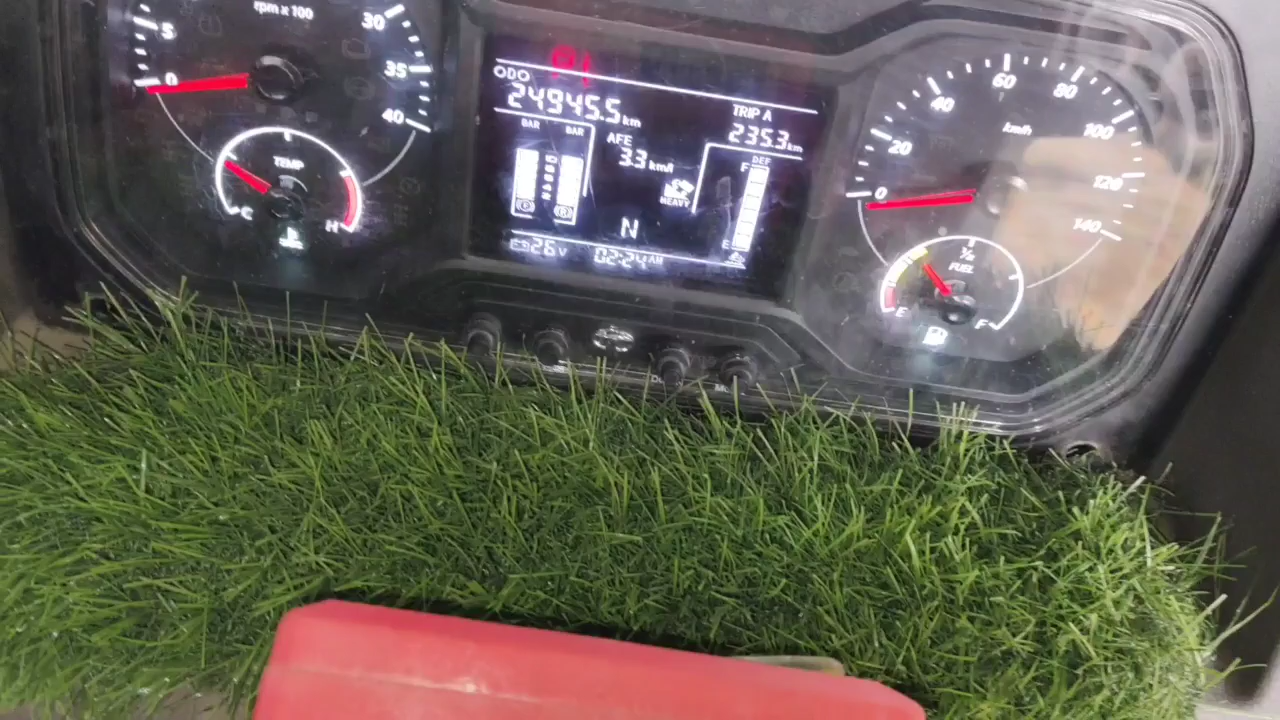 rpm x 100
5
0
30
35
40
TEMP
C
H
91
ODO
24945.5 km
TRIP A
235.3 km
BAR
BAR
AFE
3.3 km/l
HEAVY
DEF
F
E
N
26 V
02:24 AM
0
20
40
60
80
100
120
140
km/h
½
FUEL
E
F